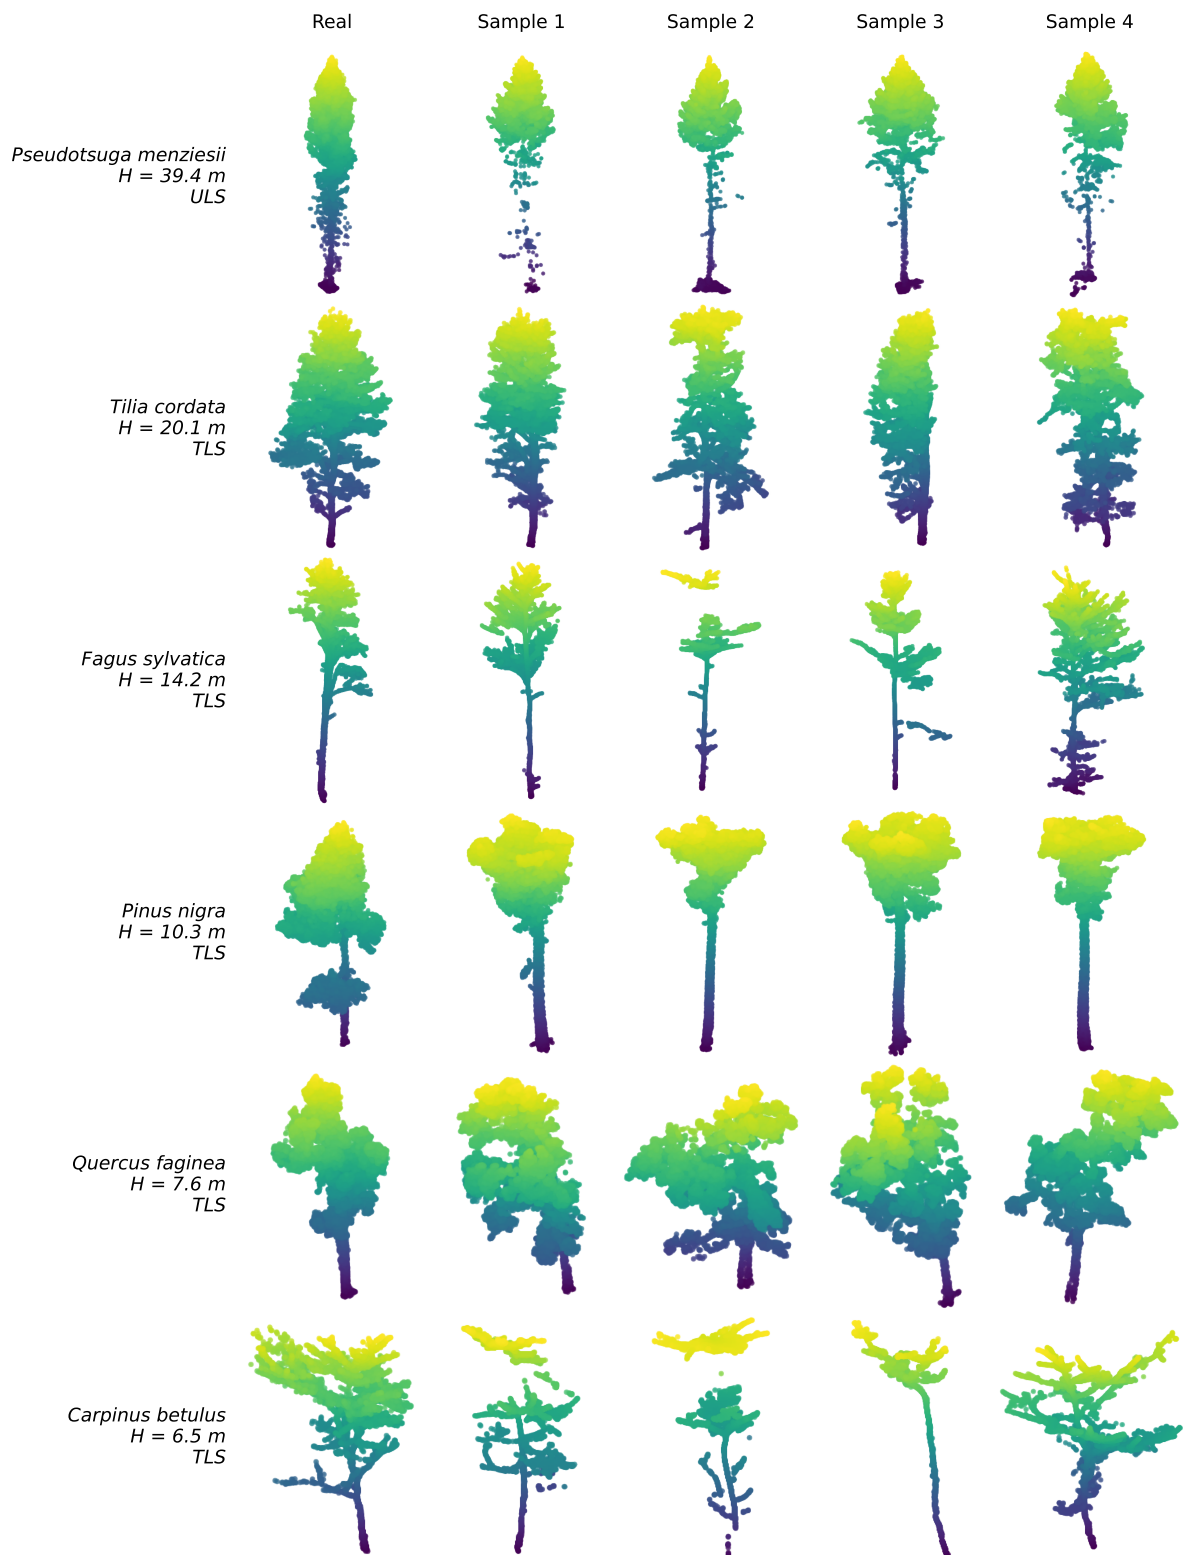 Real Sample 1 Sample 2 Sample 3 Sample 4
Pseudotsuga menziesii
H = 39.4 m
ULS
Tilia cordata
H = 20.1 m
TLS
Fagus sylvatica
H = 14.2 m
TLS
Pinus nigra
H = 10.3 m
TLS
Quercus faginea
H = 7.6 m
TLS
Carpinus betulus
H = 6.5 m
TLS